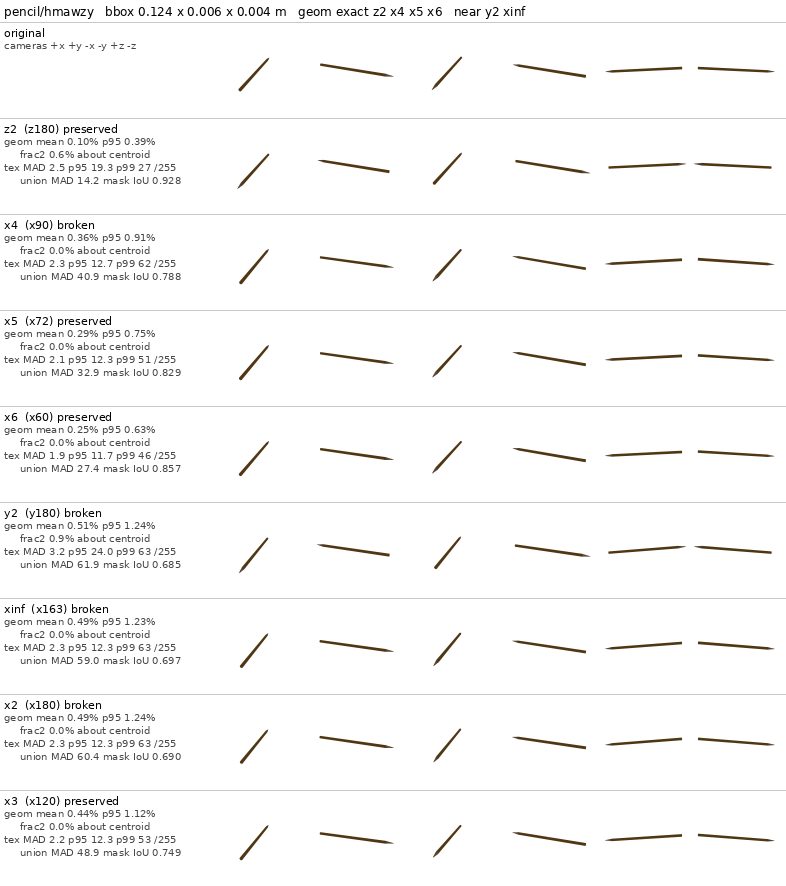 pencil/hmawzy bbox 0.124 x 0.006 x 0.004 m geom exact z2 x4 x5 x6 near y2 xinf
original
cameras +x +y -x -y +z -z
z2 (z180) preserved
geom mean 0.10% p95 0.39%
frac2 0.6% about centroid
tex MAD 2.5 p95 19.3 p99 27 /255
union MAD 14.2 mask IoU 0.928
x4 (x90) broken
geom mean 0.36% p95 0.91%
frac2 0.0% about centroid
tex MAD 2.3 p95 12.7 p99 62 /255
union MAD 40.9 mask IoU 0.788
x5 (x72) preserved
geom mean 0.29% p95 0.75%
frac2 0.0% about centroid
tex MAD 2.1 p95 12.3 p99 51 /255
union MAD 32.9 mask IoU 0.829
x6 (x60) preserved
geom mean 0.25% p95 0.63%
frac2 0.0% about centroid
tex MAD 1.9 p95 11.7 p99 46 /255
union MAD 27.4 mask IoU 0.857
y2 (y180) broken
geom mean 0.51% p95 1.24%
frac2 0.9% about centroid
tex MAD 3.2 p95 24.0 p99 63 /255
union MAD 61.9 mask IoU 0.685
xinf (x163) broken
geom mean 0.49% p95 1.23%
frac2 0.0% about centroid
tex MAD 2.3 p95 12.3 p99 63 /255
union MAD 59.0 mask IoU 0.697
x2 (x180) broken
geom mean 0.49% p95 1.24%
frac2 0.0% about centroid
tex MAD 2.3 p95 12.3 p99 63 /255
union MAD 60.4 mask IoU 0.690
x3 (x120) preserved
geom mean 0.44% p95 1.12%
frac2 0.0% about centroid
tex MAD 2.2 p95 12.3 p99 53 /255
union MAD 48.9 mask IoU 0.749